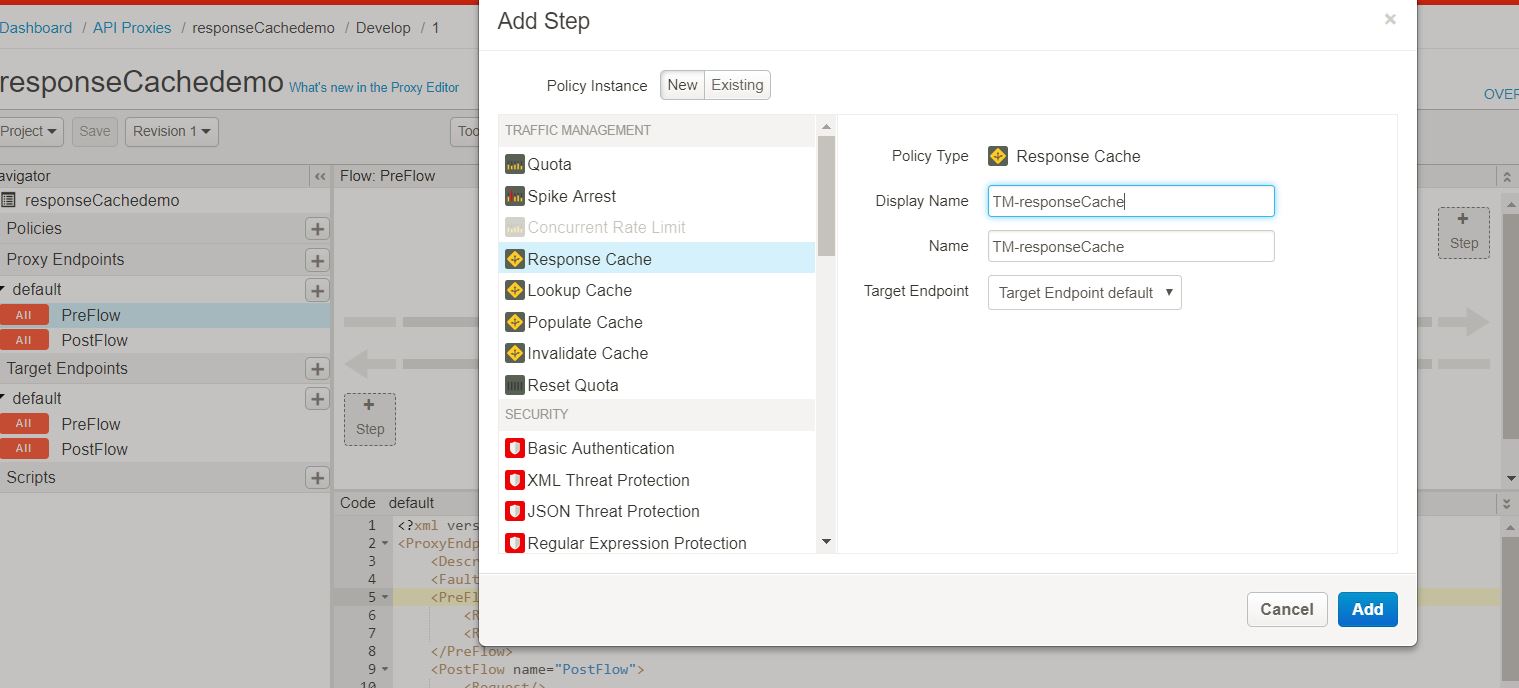 Dashboard / API Proxies / responseCachedemo / Develop / 1
responseCachedemo What's new in the Proxy Editor
Project Save Revision 1
OVER
Navigator
responseCachedemo
Policies
Proxy Endpoints
default
All PreFlow
All PostFlow
Target Endpoints
default
All PreFlow
All PostFlow
Scripts
Flow: PreFlow
+
Step
+
Step
Code default
1 <?xml vers
2 <ProxyEndp
3 <Descr
4 <Fault
5 <PreFl
6 <R
7 <R
8 </PreFlow>
9 <PostFlow name="PostFlow">
10 <Request/>
Add Step
×
Policy Instance New Existing
TRAFFIC MANAGEMENT
Quota
Spike Arrest
Concurrent Rate Limit
Response Cache
Lookup Cache
Populate Cache
Invalidate Cache
Reset Quota
SECURITY
Basic Authentication
XML Threat Protection
JSON Threat Protection
Regular Expression Protection
Policy Type Response Cache
Display Name TM-responseCache
Name TM-responseCache
Target Endpoint Target Endpoint default
Cancel Add